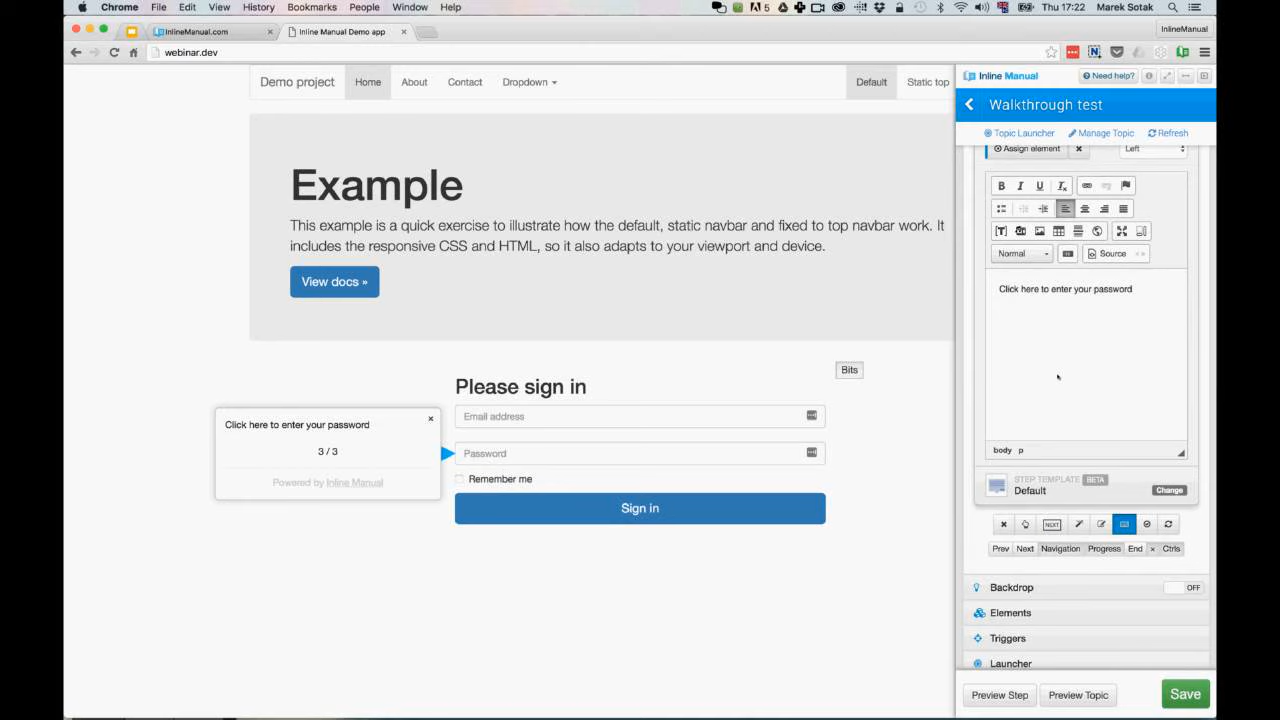 Chrome File Edit View History Bookmarks People Window Help
5 Thu 17:22 Marek Sotak
InlineManual.com × Inline Manual Demo app × InlineManual
webinar.dev
Demo project Home About Contact Dropdown Default Static top
Inline Manual Need help?
Walkthrough test
Topic Launcher Manage Topic Refresh
Assign element × Left
Example
This example is a quick exercise to illustrate how the default, static navbar and fixed to top navbar work. It
includes the responsive CSS and HTML, so it also adapts to your viewport and device.
View docs »
B I U Tx
Normal Source
Click here to enter your password
Bits
Please sign in
Email address
Password
Remember me
Sign in
Click here to enter your password ×
3 / 3
Powered by Inline Manual
body p
STEP TEMPLATE BETA
Default Change
NEXT
Prev Next Navigation Progress End × Ctrls
Backdrop OFF
Elements
Triggers
Launcher
Preview Step Preview Topic Save